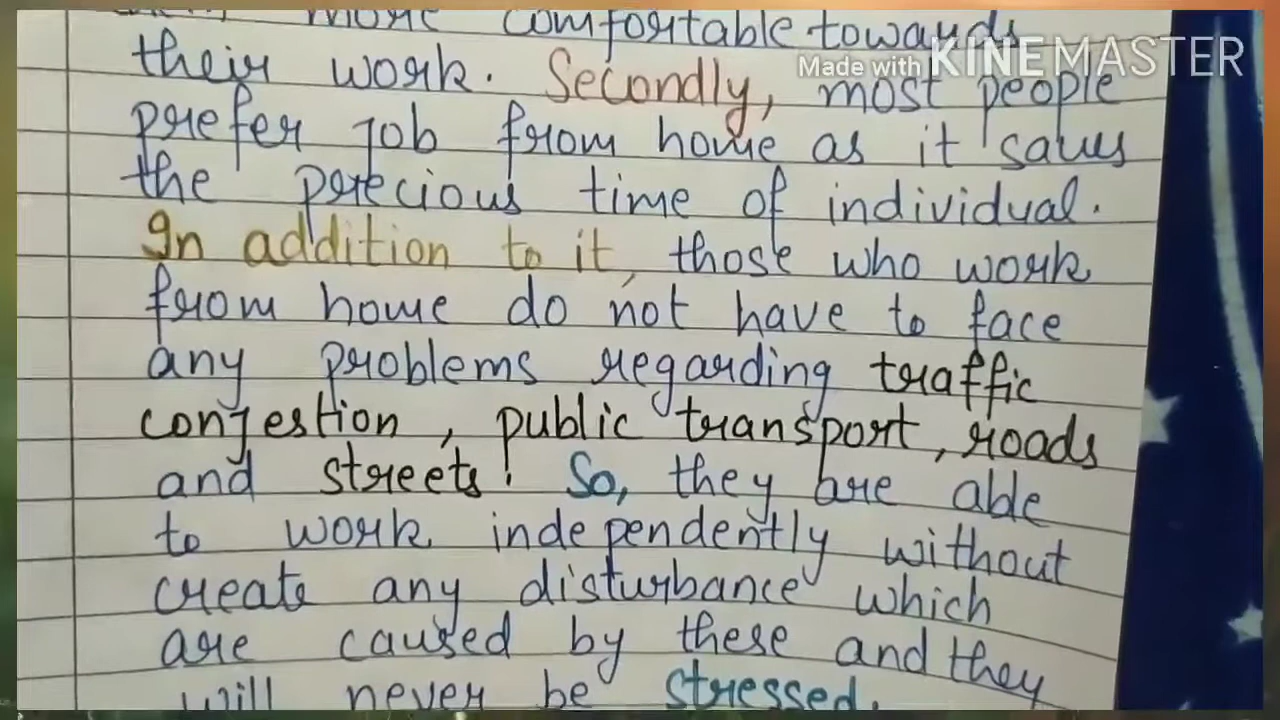 more comfortable towards
their work. Secondly, most people
prefer job from home as it saves
the precious time of individual.
In addition to it, those who work
from home do not have to face
any problems regarding traffic
congestion, public transport, roads
and streets. So, they are able
to work independently without
create any disturbance which
are caused by these and they
will never be stressed.
Made with KINEMASTER